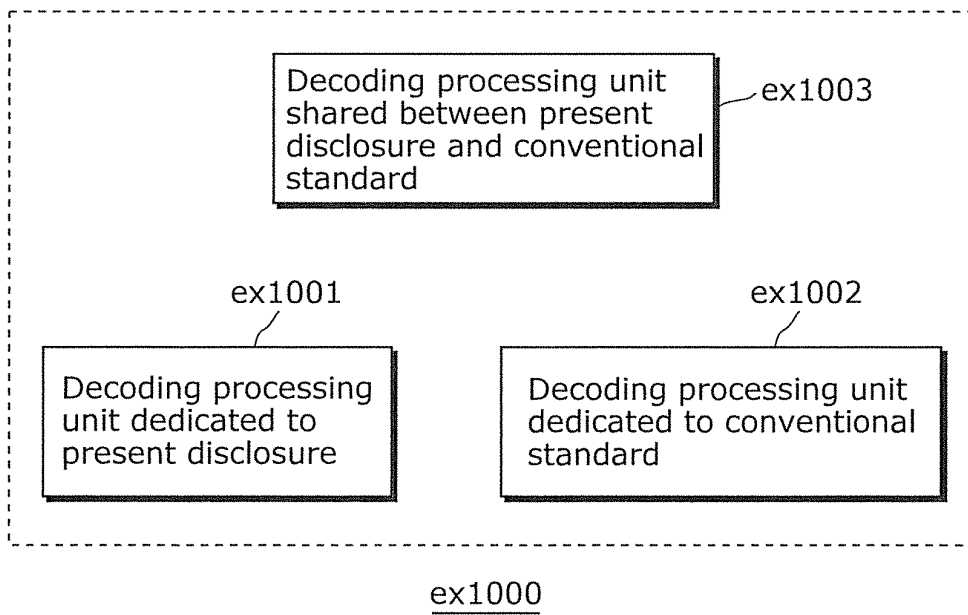 Decoding processing unit
shared between present
disclosure and conventional
standard
ex1003
ex1001
Decoding processing
unit dedicated to
present disclosure
ex1002
Decoding processing unit
dedicated to conventional
standard
ex1000